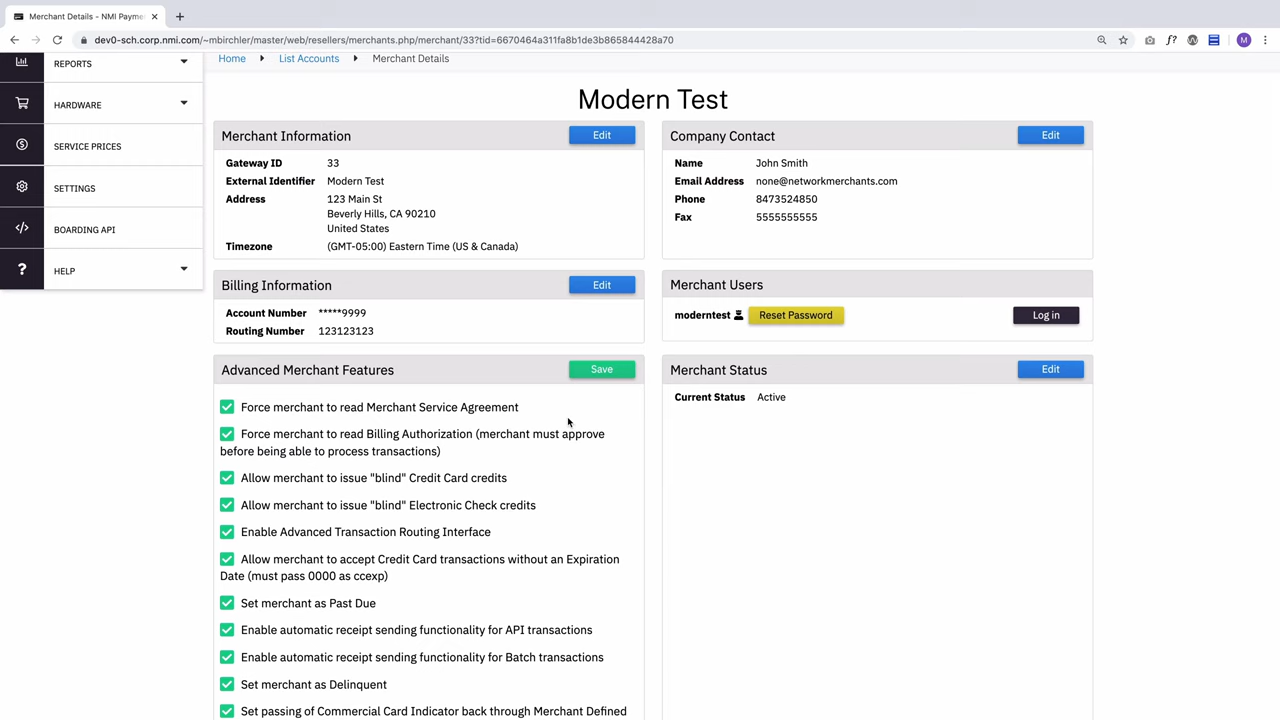 Merchant Details - NMI Payme
dev0-sch.corp.nmi.com/~mbirchler/master/web/resellers/merchants.php/merchant/33?tid=6670464a311fa8b1de3b865844428a70
M
REPORTS
HARDWARE
SERVICE PRICES
SETTINGS
BOARDING API
HELP
Home List Accounts Merchant Details
Modern Test
Merchant Information Edit
Gateway ID 33
External Identifier Modern Test
Address 123 Main St
Beverly Hills, CA 90210
United States
Timezone (GMT-05:00) Eastern Time (US & Canada)
Company Contact Edit
Name John Smith
Email Address none@networkmerchants.com
Phone 8473524850
Fax 5555555555
Billing Information Edit
Account Number *****9999
Routing Number 123123123
Merchant Users
moderntest Reset Password Log in
Advanced Merchant Features Save
Force merchant to read Merchant Service Agreement
Force merchant to read Billing Authorization (merchant must approve
before being able to process transactions)
Allow merchant to issue "blind" Credit Card credits
Allow merchant to issue "blind" Electronic Check credits
Enable Advanced Transaction Routing Interface
Allow merchant to accept Credit Card transactions without an Expiration
Date (must pass 0000 as ccexp)
Set merchant as Past Due
Enable automatic receipt sending functionality for API transactions
Enable automatic receipt sending functionality for Batch transactions
Set merchant as Delinquent
Set passing of Commercial Card Indicator back through Merchant Defined
Merchant Status Edit
Current Status Active